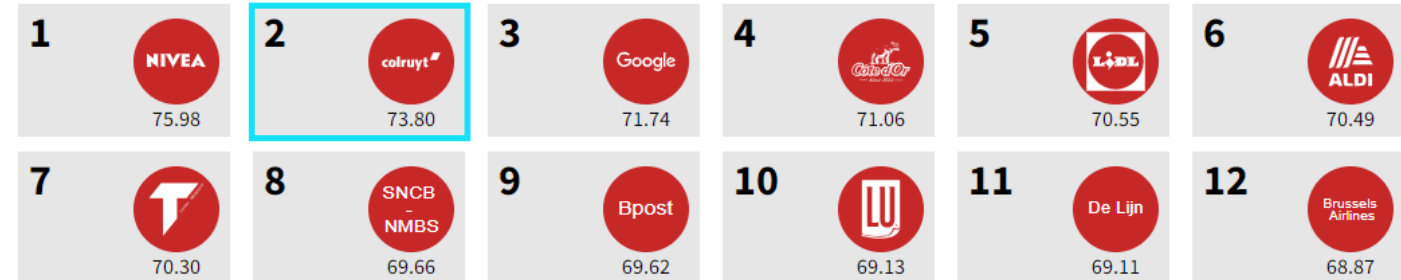 1
NIVEA
75.98
2
colruyt
73.80
3
Google
71.74
4
Côte d'Or
71.06
5
LiDL
70.55
6
ALDI
70.49
7
T
70.30
8
SNCB
-
NMBS
69.66
9
Bpost
69.62
10
LU
69.13
11
De Lijn
69.11
12
Brussels
Airlines
68.87